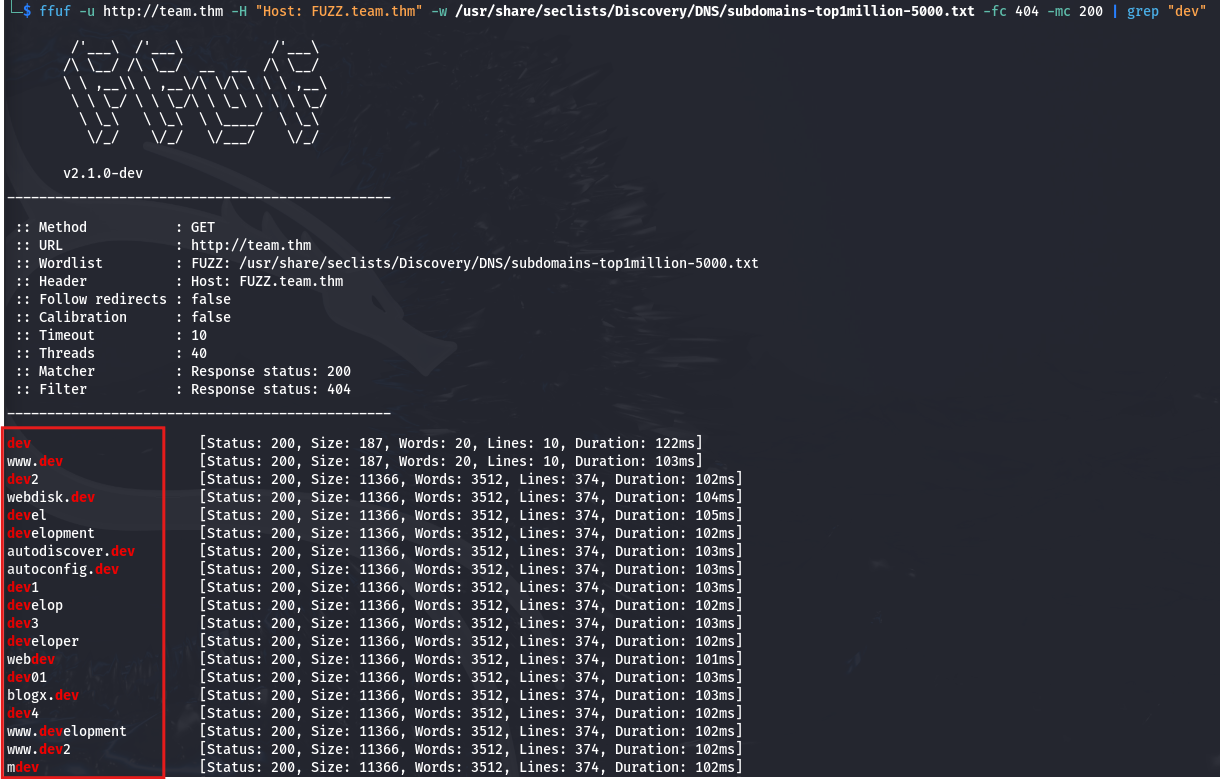 └─$ ffuf -u http://team.thm -H "Host: FUZZ.team.thm" -w /usr/share/seclists/Discovery/DNS/subdomains-top1million-5000.txt -fc 404 -mc 200 | grep "dev"
        /'___\  /'___\           /'___\
       /\ \__/ /\ \__/  __  __  /\ \__/
       \ \ ,__\\ \ ,__\/\ \/\ \ \ \ ,__\
        \ \ \_/ \ \ \_/\ \ \_\ \ \ \ \_/
         \ \_\   \ \_\  \ \____/  \ \_\
          \/_/    \/_/   \/___/    \/_/
       v2.1.0-dev
________________________________________________
 :: Method           : GET
 :: URL              : http://team.thm
 :: Wordlist         : FUZZ: /usr/share/seclists/Discovery/DNS/subdomains-top1million-5000.txt
 :: Header           : Host: FUZZ.team.thm
 :: Follow redirects : false
 :: Calibration      : false
 :: Timeout          : 10
 :: Threads          : 40
 :: Matcher          : Response status: 200
 :: Filter           : Response status: 404
________________________________________________
dev                     [Status: 200, Size: 187, Words: 20, Lines: 10, Duration: 122ms]
www.dev                 [Status: 200, Size: 187, Words: 20, Lines: 10, Duration: 103ms]
dev2                    [Status: 200, Size: 11366, Words: 3512, Lines: 374, Duration: 102ms]
webdisk.dev             [Status: 200, Size: 11366, Words: 3512, Lines: 374, Duration: 104ms]
devel                   [Status: 200, Size: 11366, Words: 3512, Lines: 374, Duration: 105ms]
development             [Status: 200, Size: 11366, Words: 3512, Lines: 374, Duration: 102ms]
autodiscover.dev        [Status: 200, Size: 11366, Words: 3512, Lines: 374, Duration: 103ms]
autoconfig.dev          [Status: 200, Size: 11366, Words: 3512, Lines: 374, Duration: 103ms]
dev1                    [Status: 200, Size: 11366, Words: 3512, Lines: 374, Duration: 103ms]
develop                 [Status: 200, Size: 11366, Words: 3512, Lines: 374, Duration: 102ms]
dev3                    [Status: 200, Size: 11366, Words: 3512, Lines: 374, Duration: 103ms]
developer               [Status: 200, Size: 11366, Words: 3512, Lines: 374, Duration: 102ms]
webdev                  [Status: 200, Size: 11366, Words: 3512, Lines: 374, Duration: 101ms]
dev01                   [Status: 200, Size: 11366, Words: 3512, Lines: 374, Duration: 102ms]
blogx.dev               [Status: 200, Size: 11366, Words: 3512, Lines: 374, Duration: 103ms]
dev4                    [Status: 200, Size: 11366, Words: 3512, Lines: 374, Duration: 102ms]
www.development         [Status: 200, Size: 11366, Words: 3512, Lines: 374, Duration: 102ms]
www.dev2                [Status: 200, Size: 11366, Words: 3512, Lines: 374, Duration: 102ms]
mdev                    [Status: 200, Size: 11366, Words: 3512, Lines: 374, Duration: 102ms]